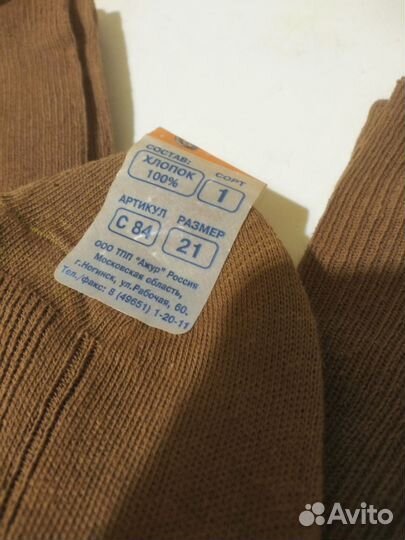 СОСТАВ: СОРТ
ХЛОПОК 100% 1
АРТИКУЛ РАЗМЕР
С 84 21
ООО ТПП "Ажур" Россия
Московская область,
г.Ногинск, ул.Рабочая, 60.
Тел./факс: 8 (49651) 1-20-11
Avito